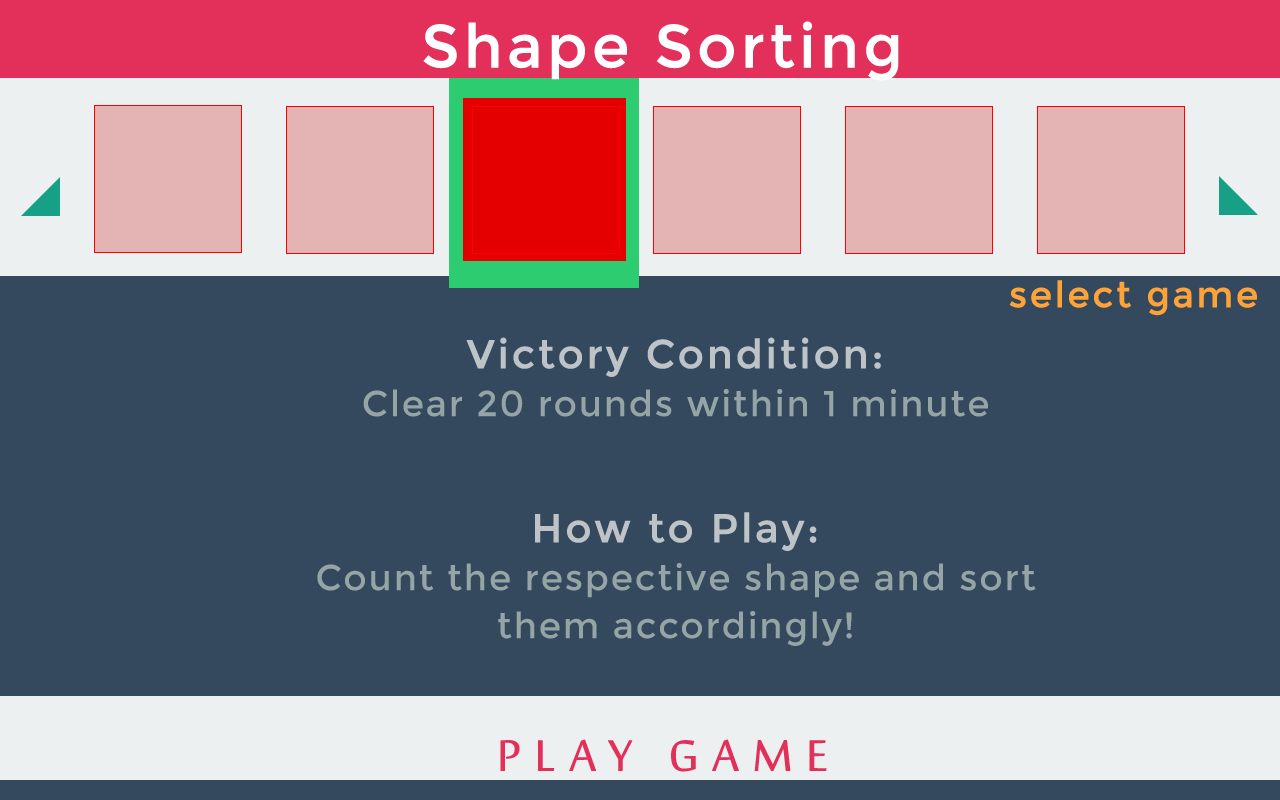 Shape Sorting
select game
Victory Condition:
Clear 20 rounds within 1 minute
How to Play:
Count the respective shape and sort
them accordingly!
PLAY GAME